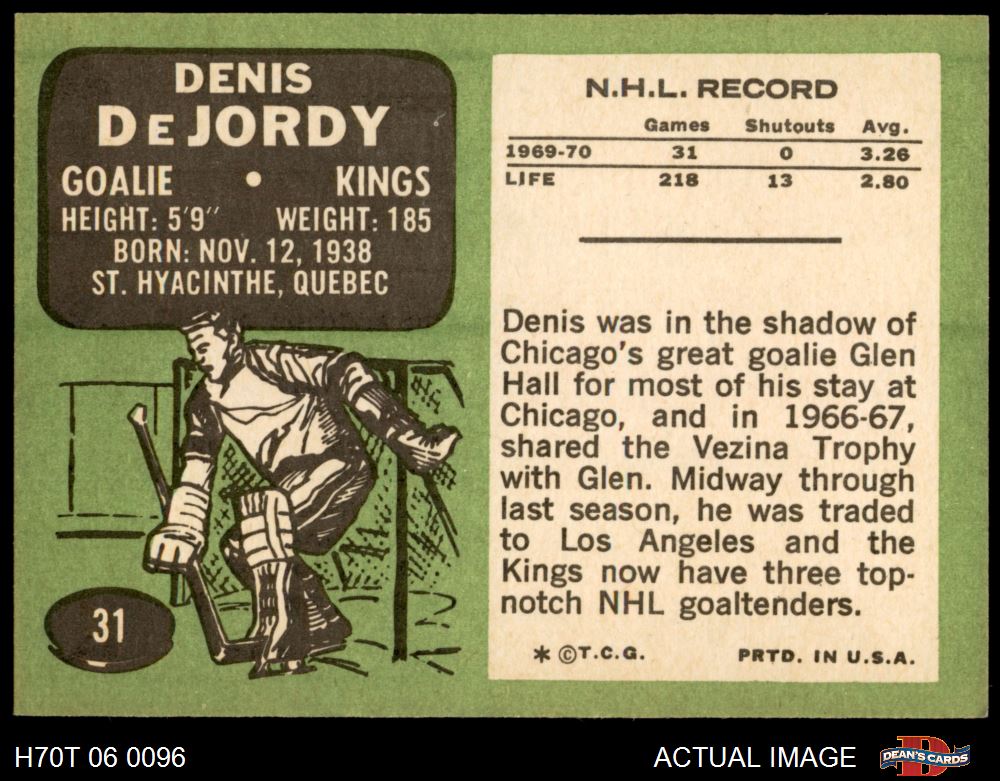 DENIS
DE JORDY
GOALIE • KINGS
HEIGHT: 5'9" WEIGHT: 185
BORN: NOV. 12, 1938
ST. HYACINTHE, QUEBEC
31
N.H.L. RECORD
Games Shutouts Avg.
1969-70 31 0 3.26
LIFE 218 13 2.80
Denis was in the shadow of
Chicago's great goalie Glen
Hall for most of his stay at
Chicago, and in 1966-67,
shared the Vezina Trophy
with Glen. Midway through
last season, he was traded
to Los Angeles and the
Kings now have three top-
notch NHL goaltenders.
* ©T.C.G. PRTD. IN U.S.A.
H70T 06 0096 ACTUAL IMAGE DEAN'S CARDS